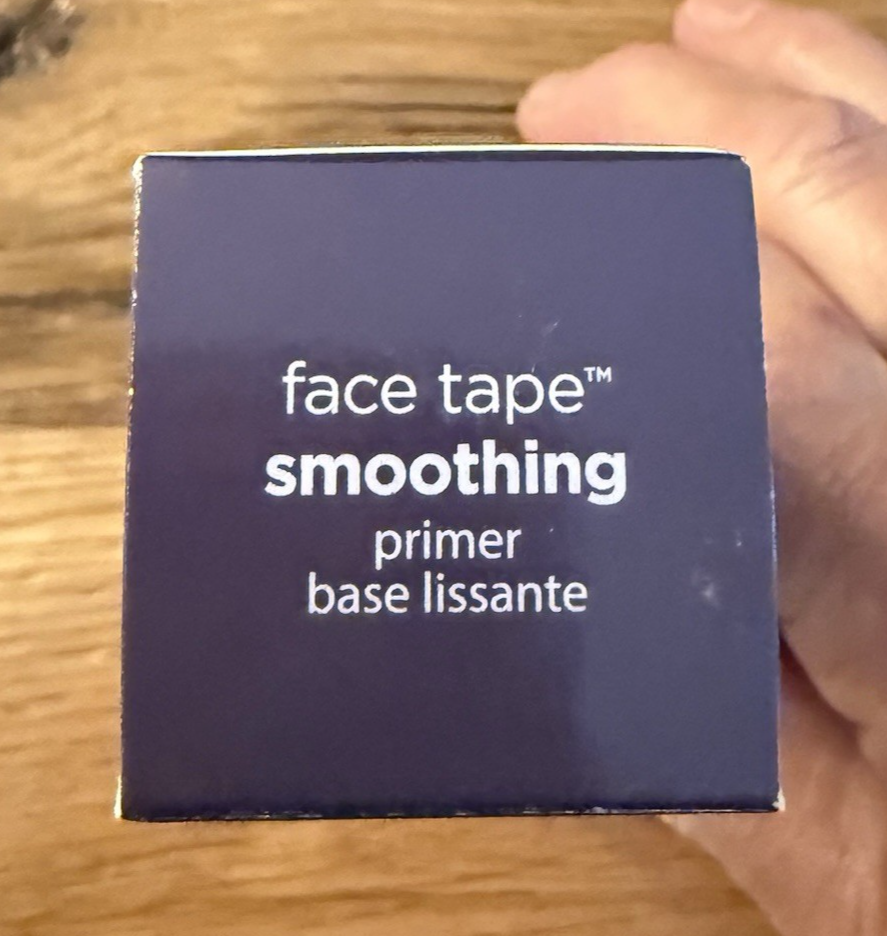 face tape™
smoothing
primer
base lissante